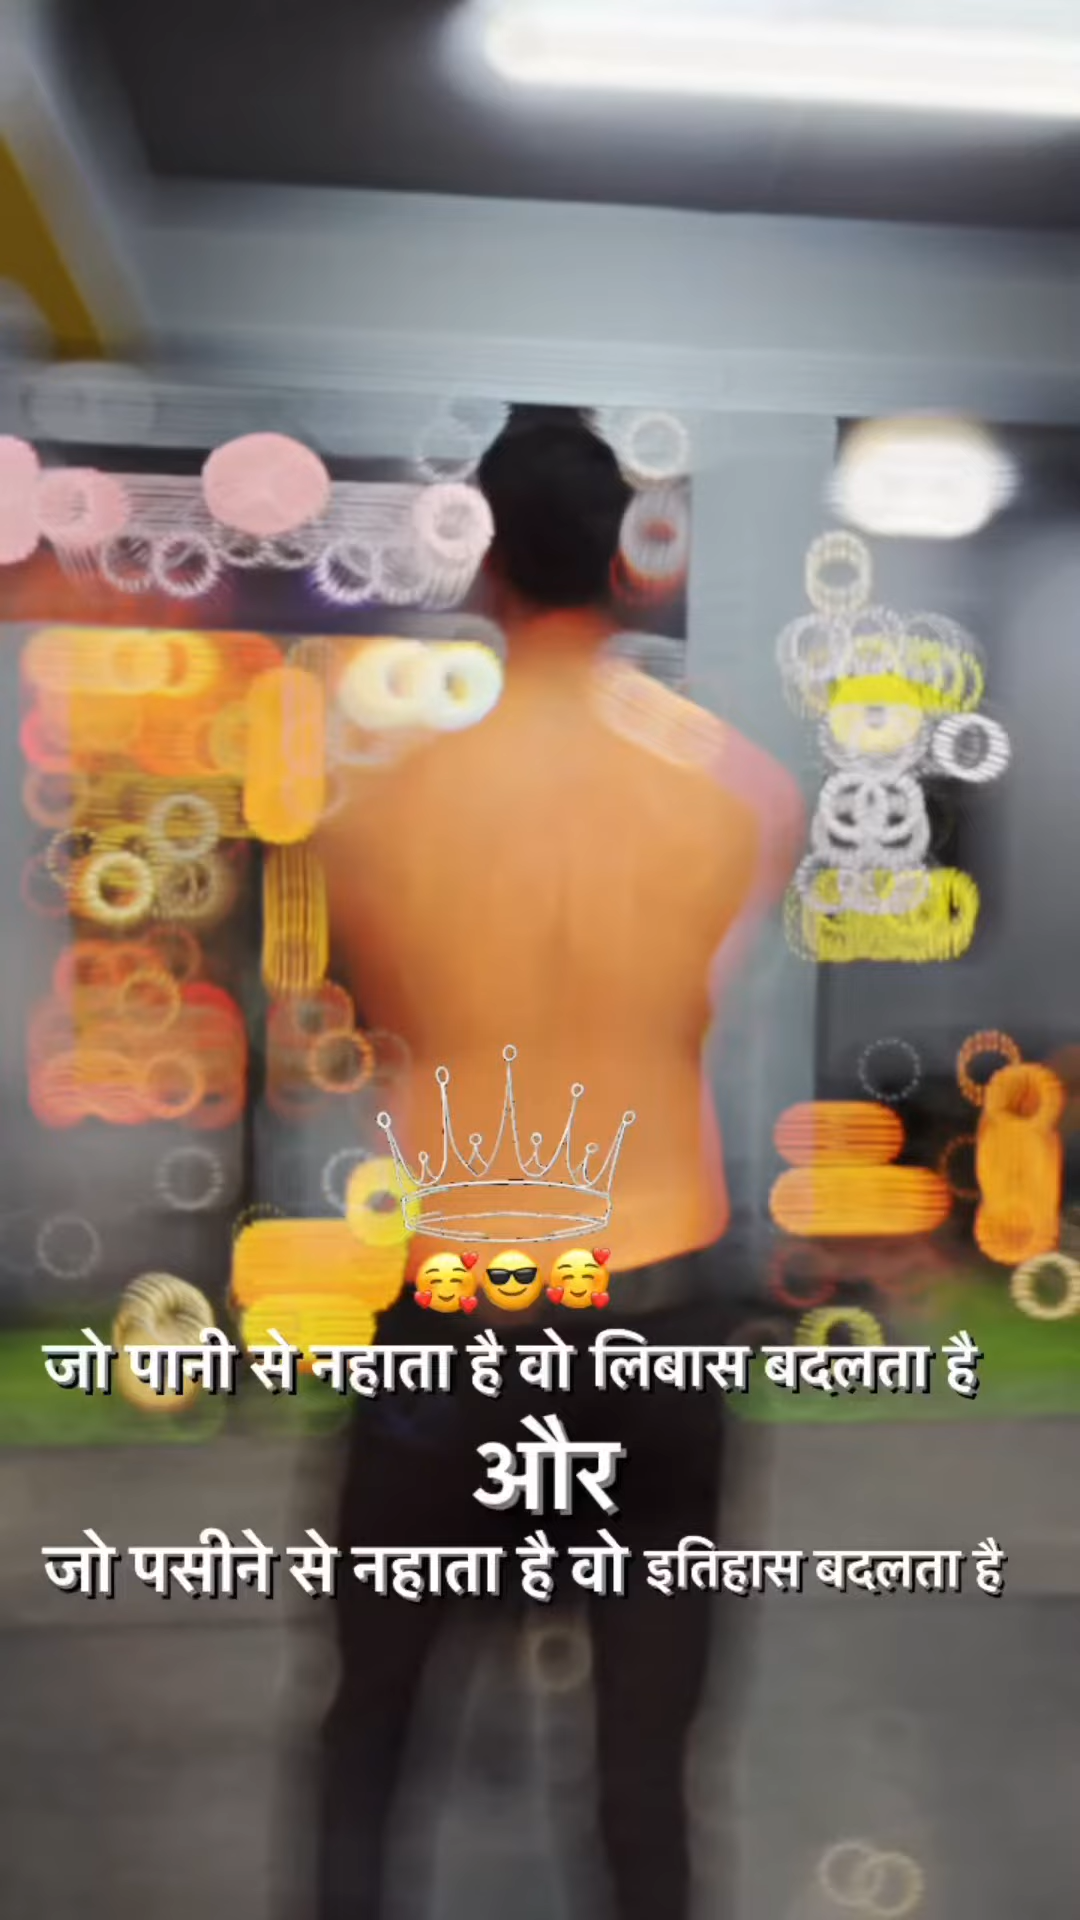 जो पानी से नहाता है वो लिबास बदलता है
और
जो पसीने से नहाता है वो इतिहास बदलता है